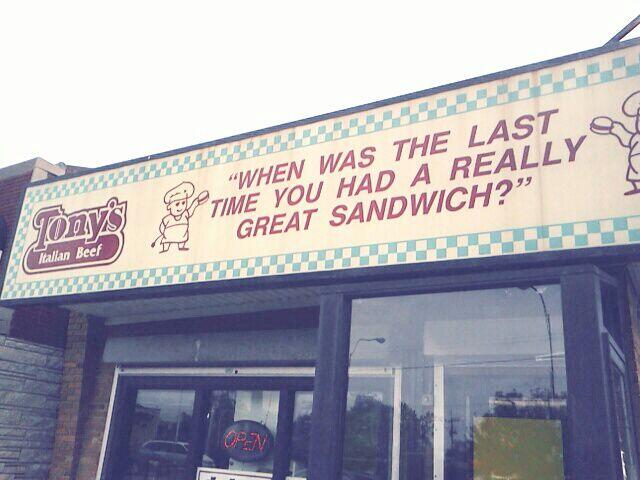 Tony's
Italian Beef
"WHEN WAS THE LAST
TIME YOU HAD A REALLY
GREAT SANDWICH?"
OPEN